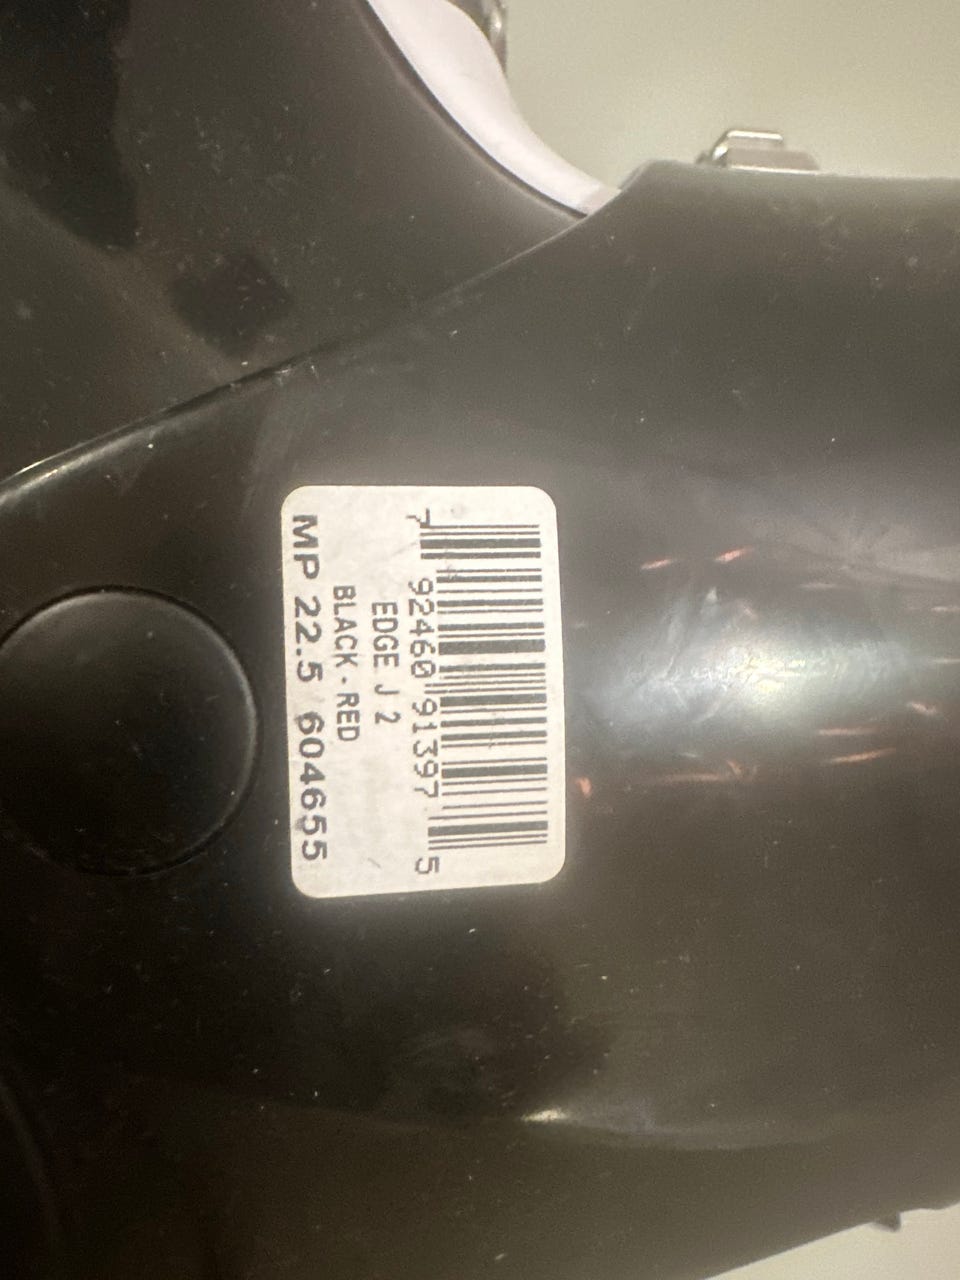 7 92460 91397 5
EDGE J 2
BLACK-RED
MP 22.5 604655